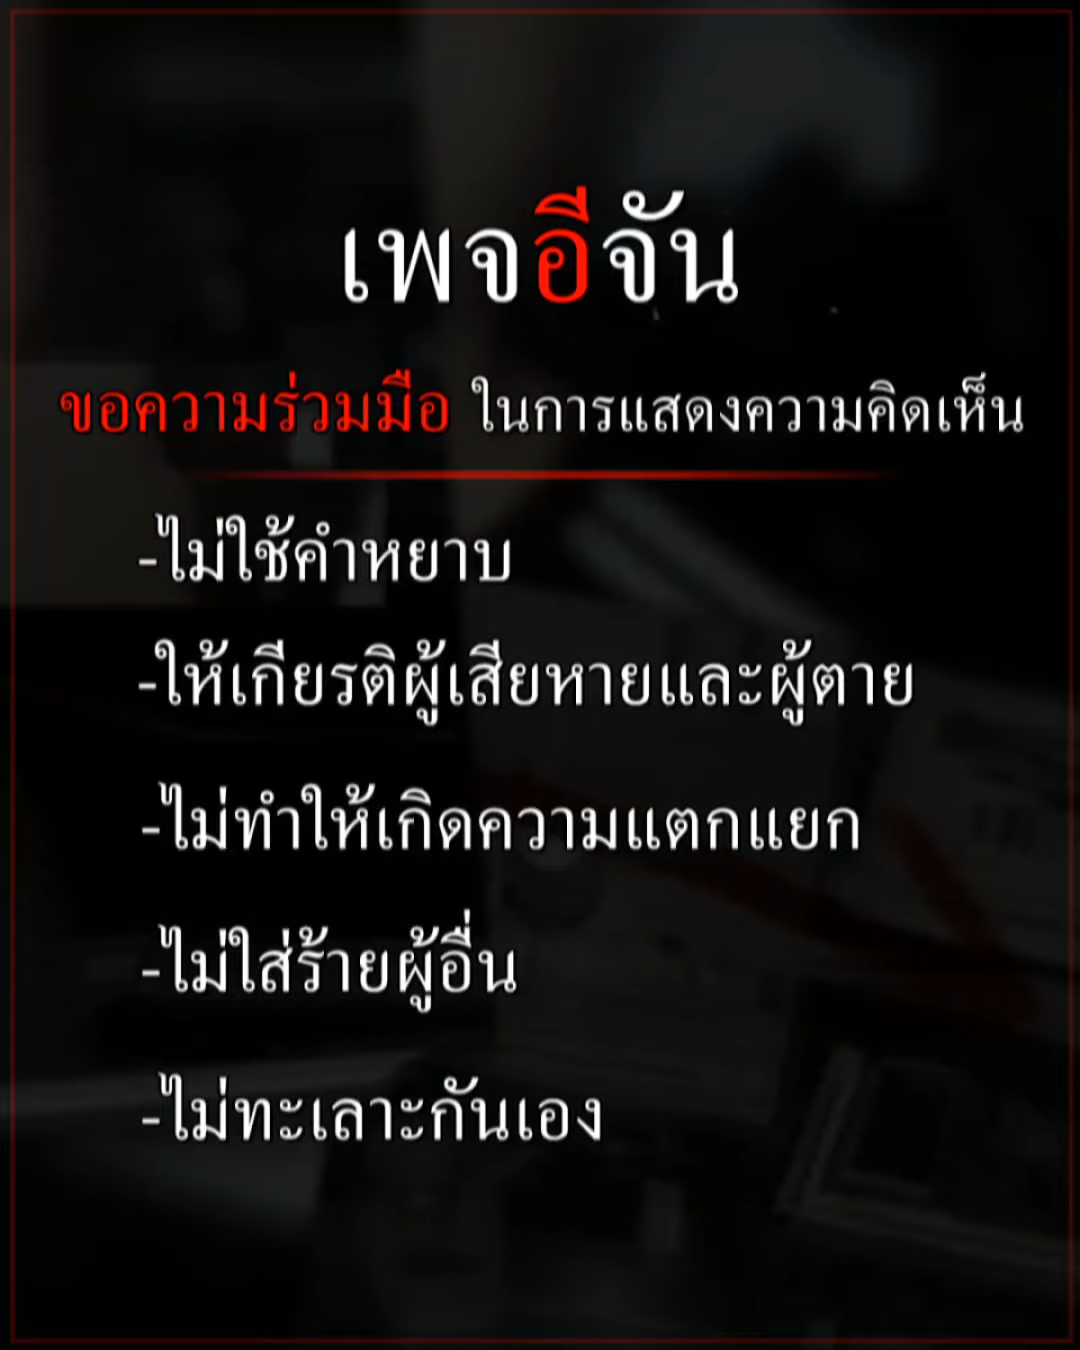 เพจอีจัน
ขอความร่วมมือ ในการแสดงความคิดเห็น
-ไม่ใช้คำหยาบ
-ให้เกียรติผู้เสียหายและผู้ตาย
-ไม่ทำให้เกิดความแตกแยก
-ไม่ใส่ร้ายผู้อื่น
-ไม่ทะเลาะกันเอง